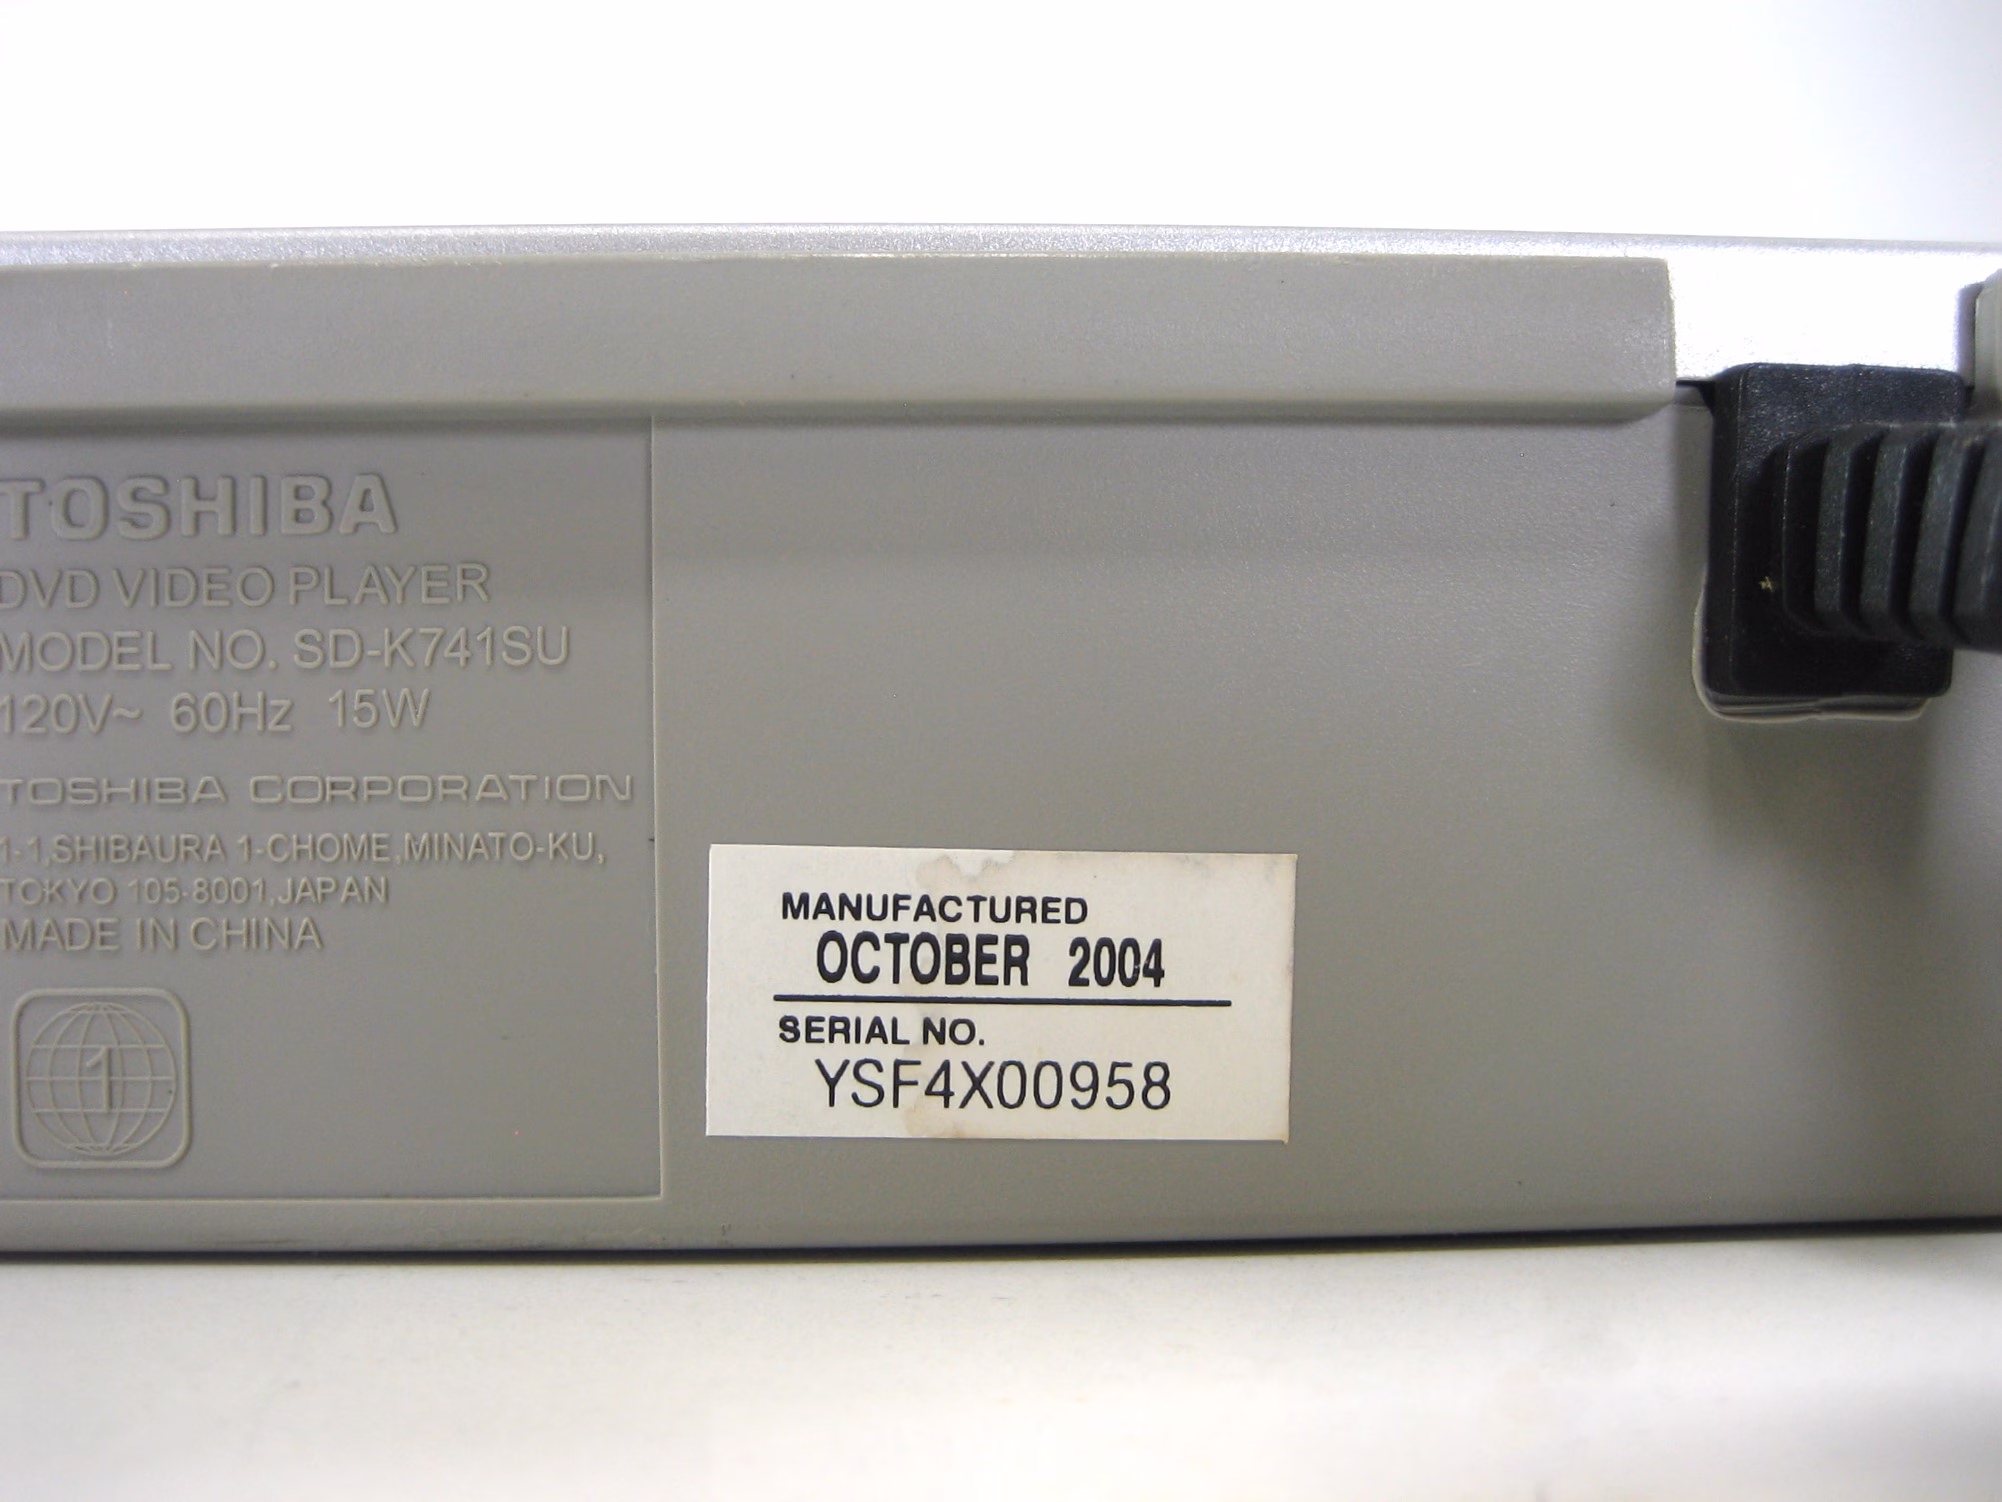 TOSHIBA
DVD VIDEO PLAYER
MODEL NO. SD-K741SU
120V~ 60Hz 15W
TOSHIBA CORPORATION
1-1,SHIBAURA 1-CHOME,MINATO-KU,
TOKYO 105-8001,JAPAN
MADE IN CHINA
1
MANUFACTURED
OCTOBER 2004
SERIAL NO.
YSF4X00958